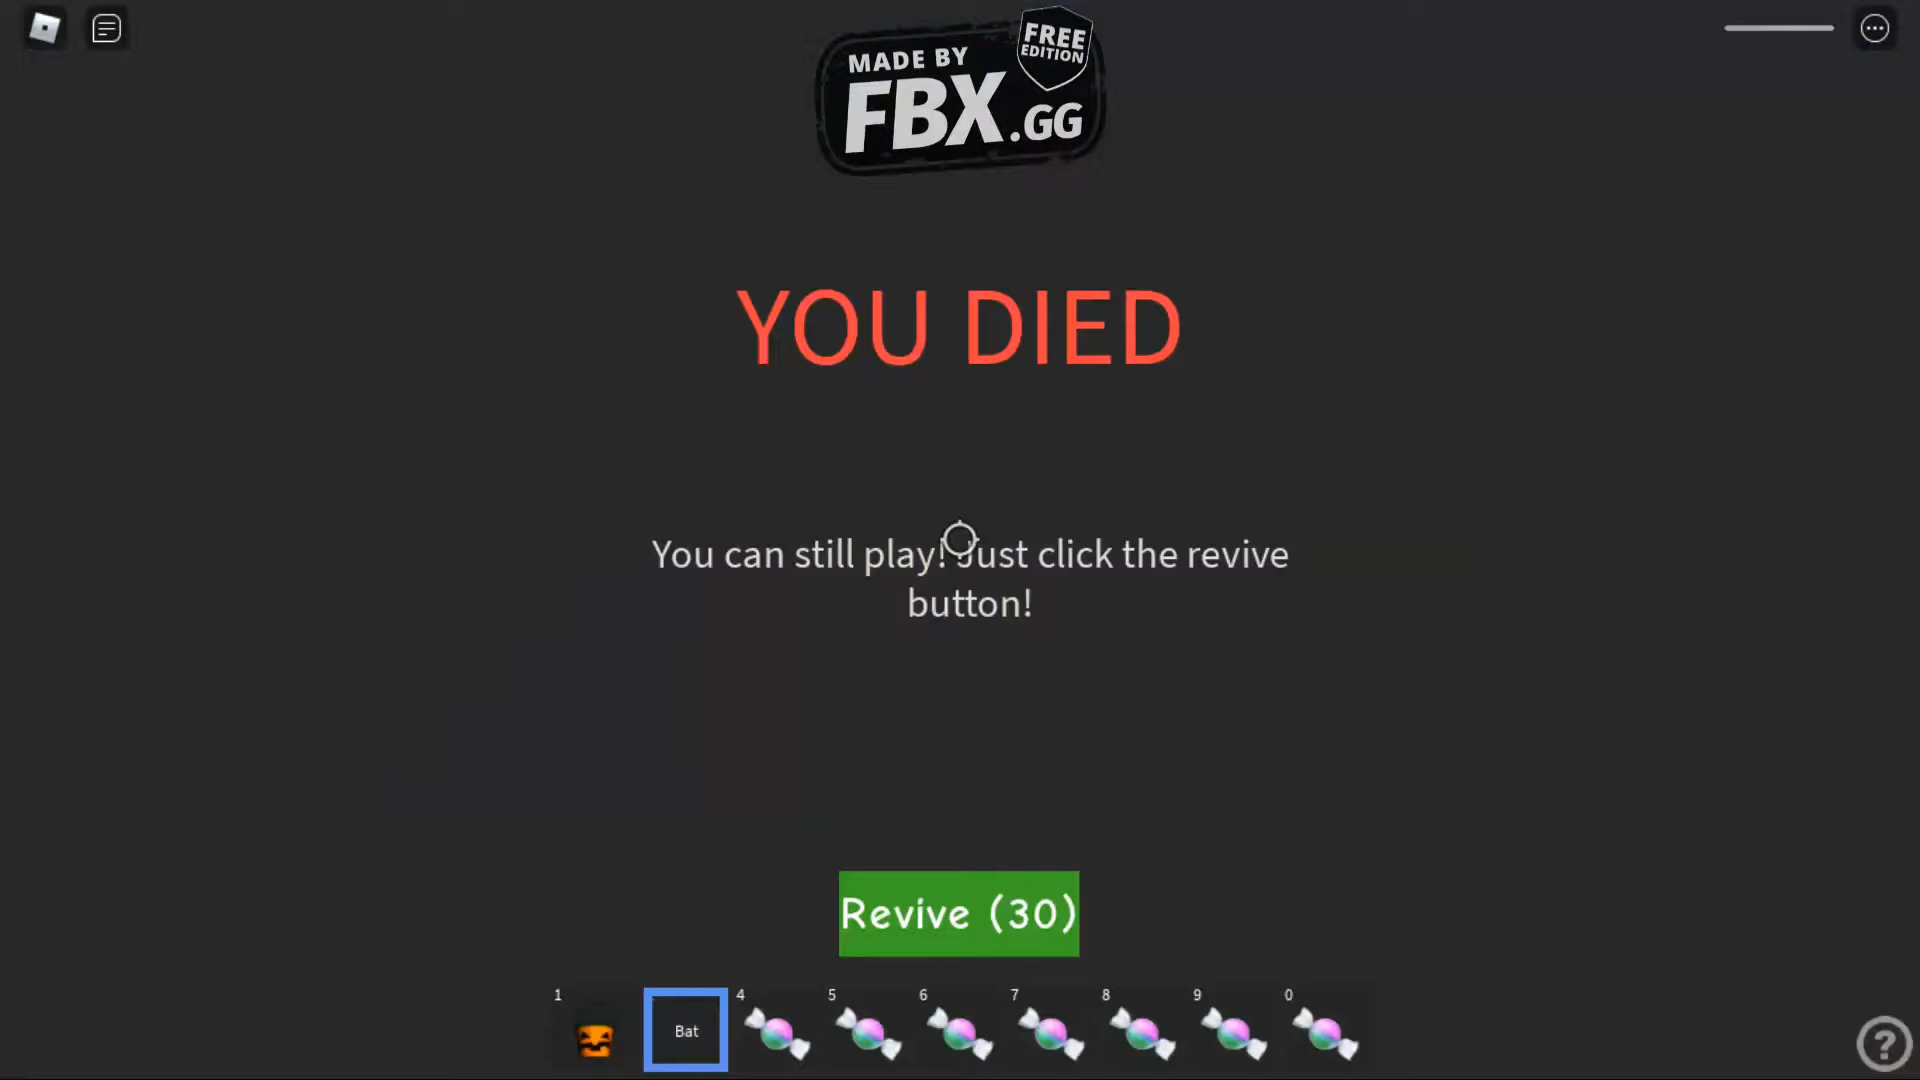 MADE BY
FREE
EDITION
FBX.GG
YOU DIED
You can still play! Just click the revive
button!
Revive (30)
1
4
5
6
7
8
9
0
Bat
?